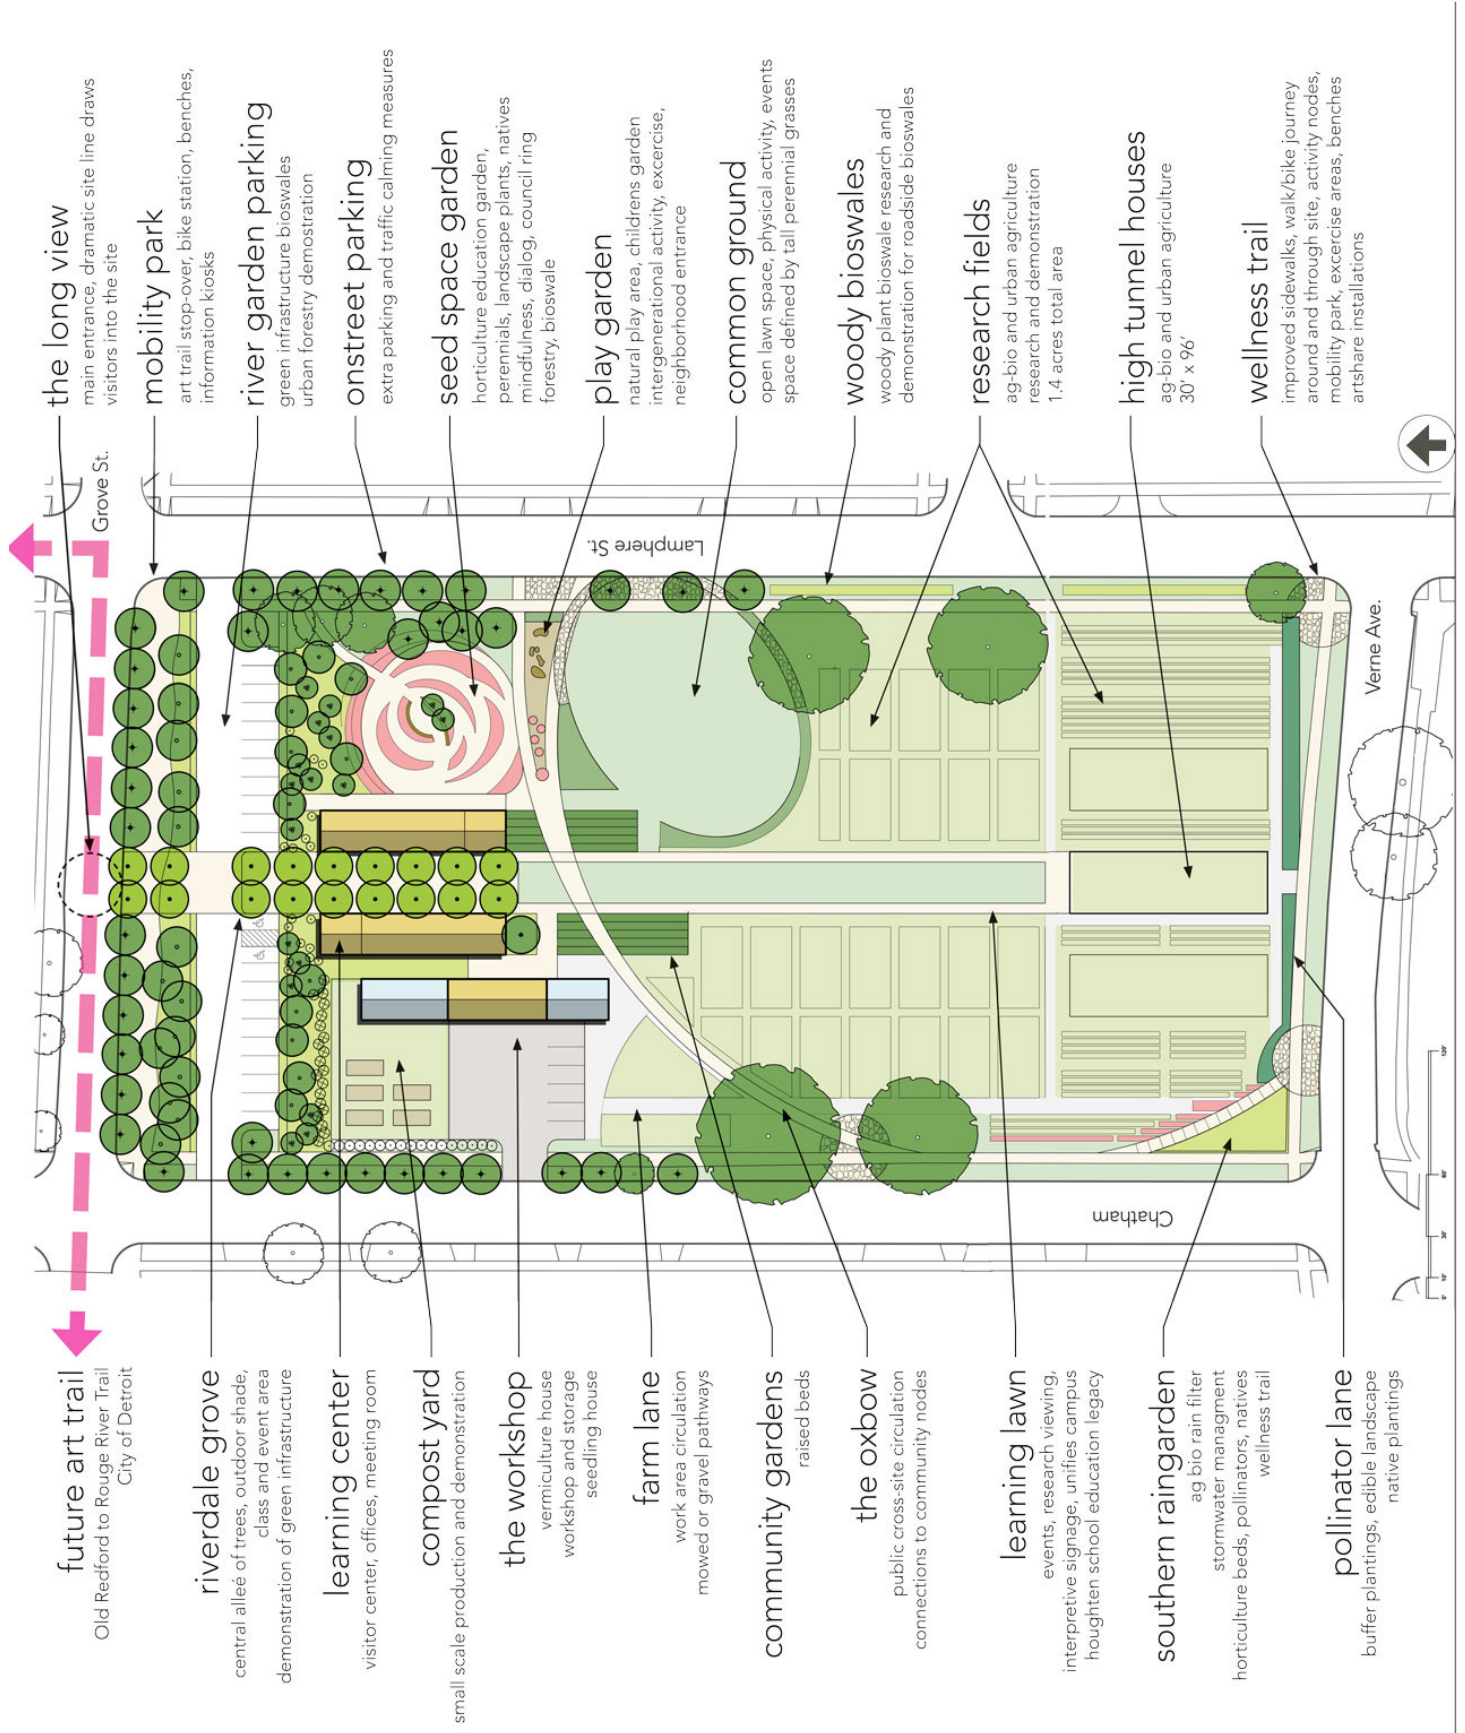 future art trail
Old Redford to Rouge River Trail
City of Detroit
riverdale grove
central alleé of trees, outdoor shade,
class and event area
demonstration of green infrastructure
learning center
visitor center, offices, meeting room
compost yard
small scale production and demonstration
the workshop
vermiculture house
workshop and storage
seedling house
farm lane
work area circulation
mowed or gravel pathways
community gardens
raised beds
the oxbow
public cross-site circulation
connections to community nodes
learning lawn
events, research viewing,
interpretive signage, unifies campus
houghten school education legacy
southern raingarden
ag bio rain filter
stormwater managment
horticulture beds, pollinators, natives
wellness trail
pollinator lane
buffer plantings, edible landscape
native plantings
Grove St.
Chatham
Lamphere St.
Verne Ave.
0' 15' 30' 60' 120'
the long view
main entrance, dramatic site line draws
visitors into the site
mobility park
art trail stop-over, bike station, benches,
information kiosks
river garden parking
green infrastructure bioswales
urban forestry demostration
onstreet parking
extra parking and traffic calming measures
seed space garden
horticulture education garden,
perennials, landscape plants, natives
mindfulness, dialog, council ring
forestry, bioswale
play garden
natural play area, childrens garden
intergenerational activity, excercise,
neighborhood entrance
common ground
open lawn space, physical activity, events
space defined by tall perennial grasses
woody bioswales
woody plant bioswale research and
demonstration for roadside bioswales
research fields
ag-bio and urban agriculture
research and demonstration
1.4 acres total area
high tunnel houses
ag-bio and urban agriculture
30' x 96'
wellness trail
improved sidewalks, walk/bike journey
around and through site, activity nodes,
mobility park, excercise areas, benches
artshare installations